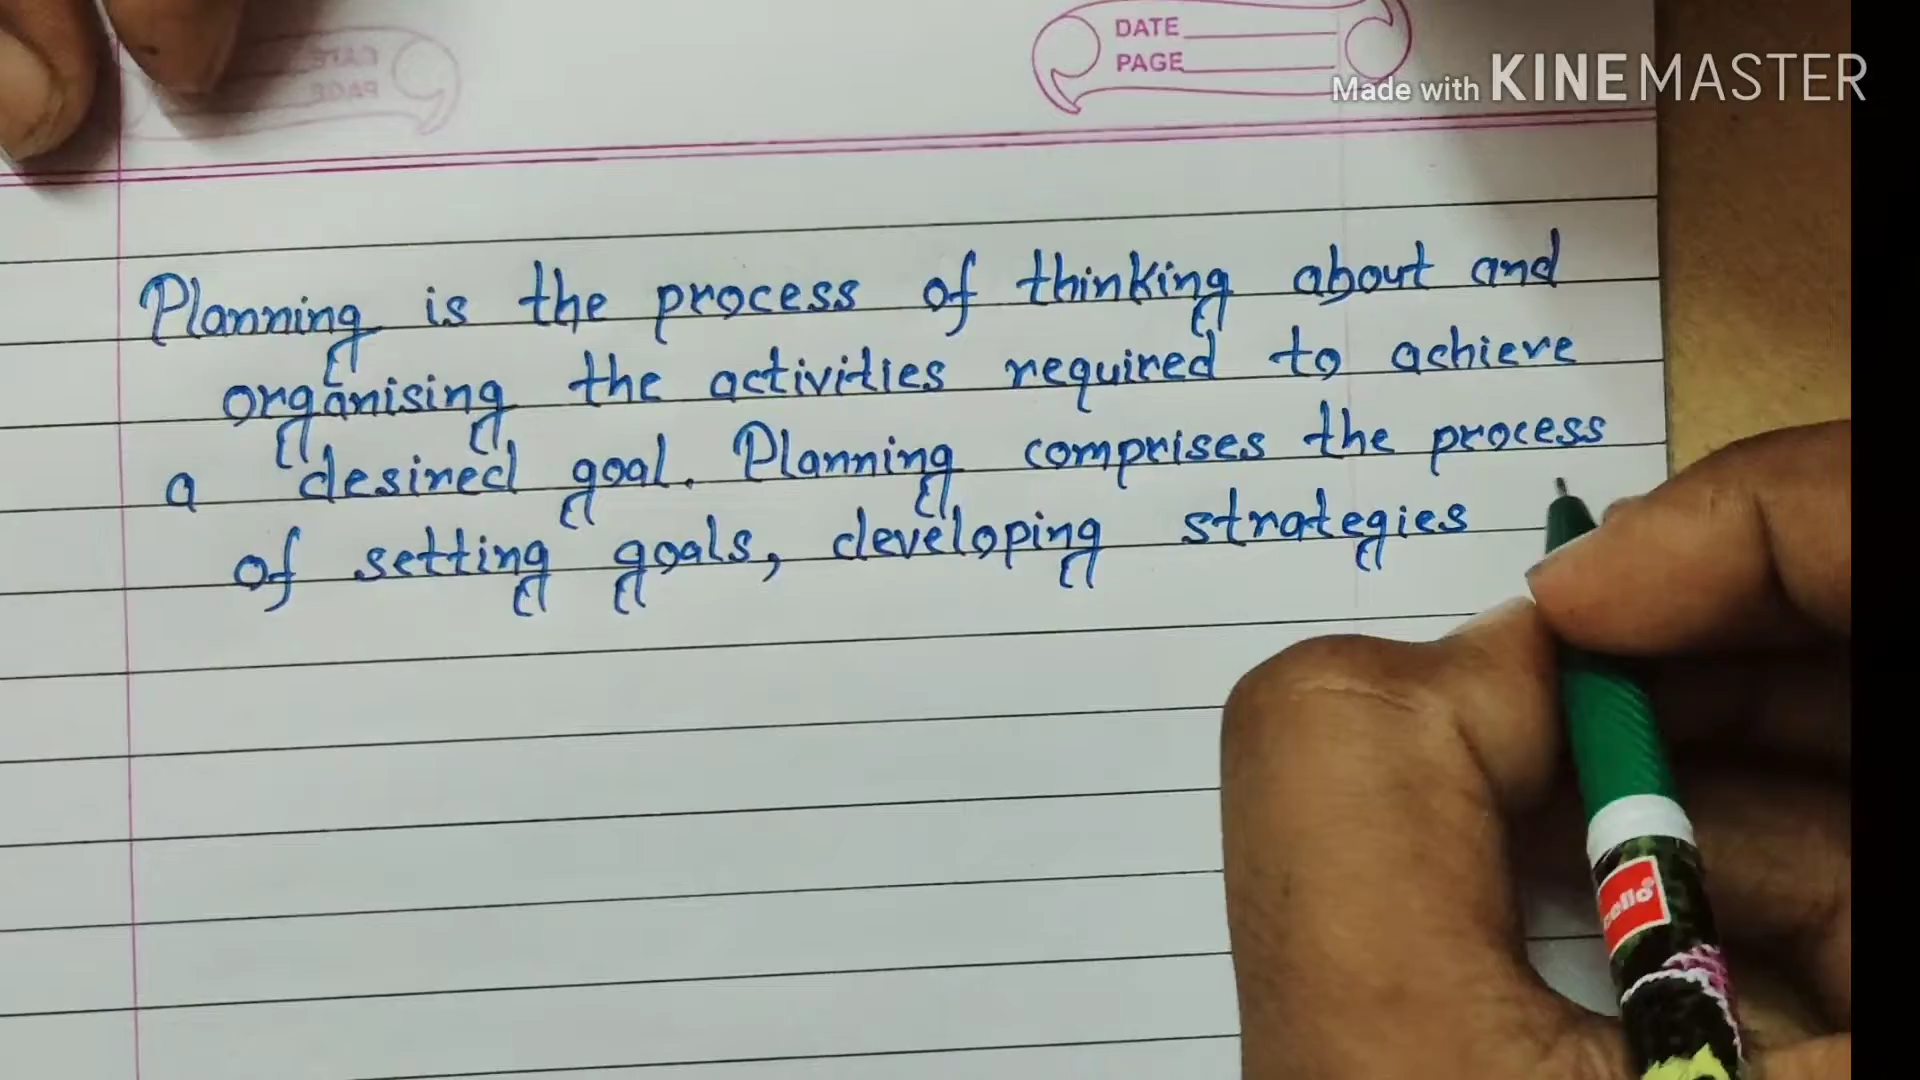 DATE
PAGE
Made with KINEMASTER
Planning is the process of thinking about and
organising the activities required to achieve
a desired goal. Planning comprises the process
of setting goals, developing strategies
cello